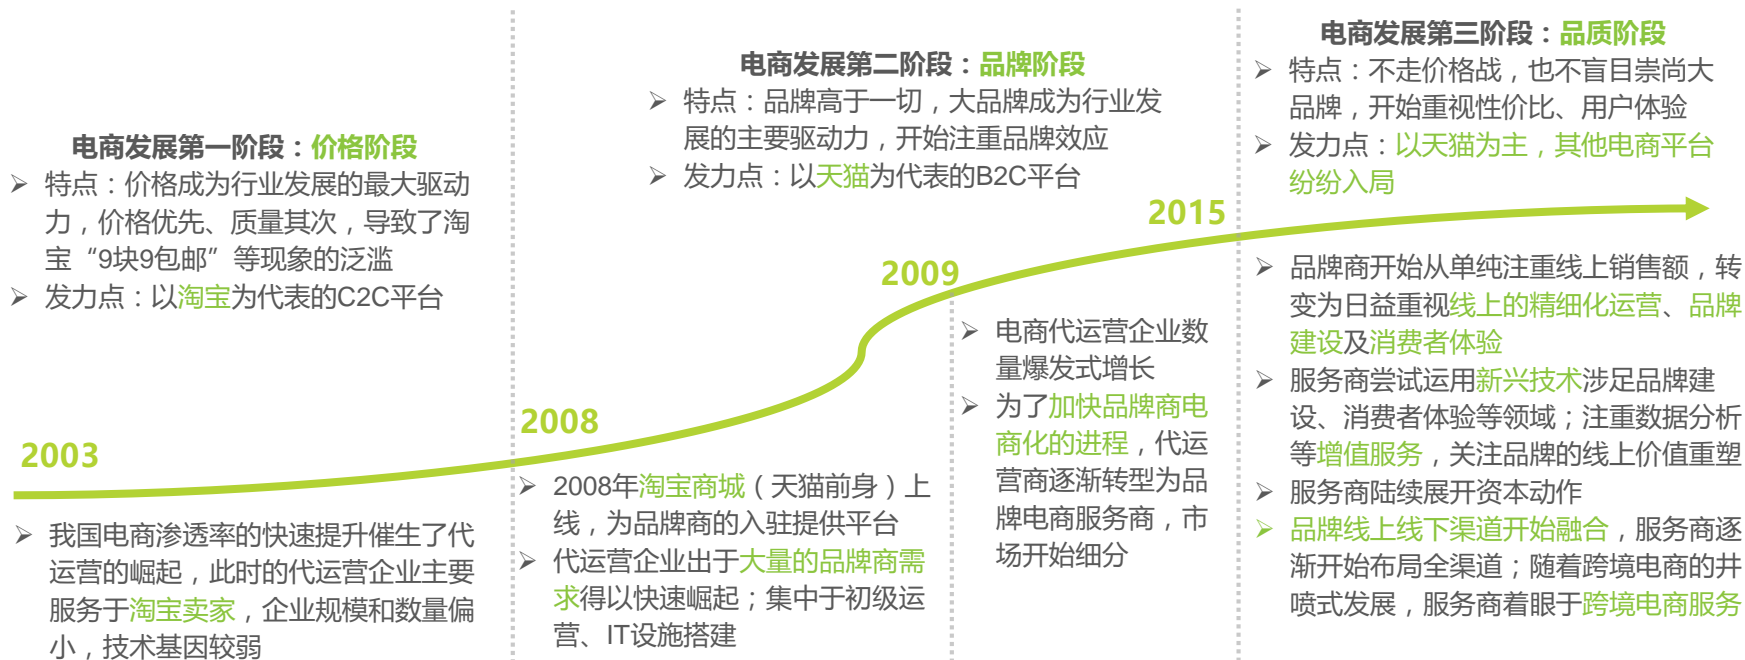 电商发展第一阶段：价格阶段
➢ 特点：价格成为行业发展的最大驱动
力，价格优先、质量其次，导致了淘
宝“9块9包邮”等现象的泛滥
➢ 发力点：以淘宝为代表的C2C平台
2003
➢ 我国电商渗透率的快速提升催生了代
运营的崛起，此时的代运营企业主要
服务于淘宝卖家，企业规模和数量偏
小，技术基因较弱
电商发展第二阶段：品牌阶段
➢ 特点：品牌高于一切，大品牌成为行业发
展的主要驱动力，开始注重品牌效应
➢ 发力点：以天猫为代表的B2C平台
2008
➢ 2008年淘宝商城（天猫前身）上
线，为品牌商的入驻提供平台
➢ 代运营企业出于大量的品牌商需
求得以快速崛起；集中于初级运
营、IT设施搭建
2009
➢ 电商代运营企业数
量爆发式增长
➢ 为了加快品牌商电
商化的进程，代运
营商逐渐转型为品
牌电商服务商，市
场开始细分
2015
电商发展第三阶段：品质阶段
➢ 特点：不走价格战，也不盲目崇尚大
品牌，开始重视性价比、用户体验
➢ 发力点：以天猫为主，其他电商平台
纷纷入局
➢ 品牌商开始从单纯注重线上销售额，转
变为日益重视线上的精细化运营、品牌
建设及消费者体验
➢ 服务商尝试运用新兴技术涉足品牌建
设、消费者体验等领域；注重数据分析
等增值服务，关注品牌的线上价值重塑
➢ 服务商陆续展开资本动作
➢ 品牌线上线下渠道开始融合，服务商逐
渐开始布局全渠道；随着跨境电商的井
喷式发展，服务商着眼于跨境电商服务